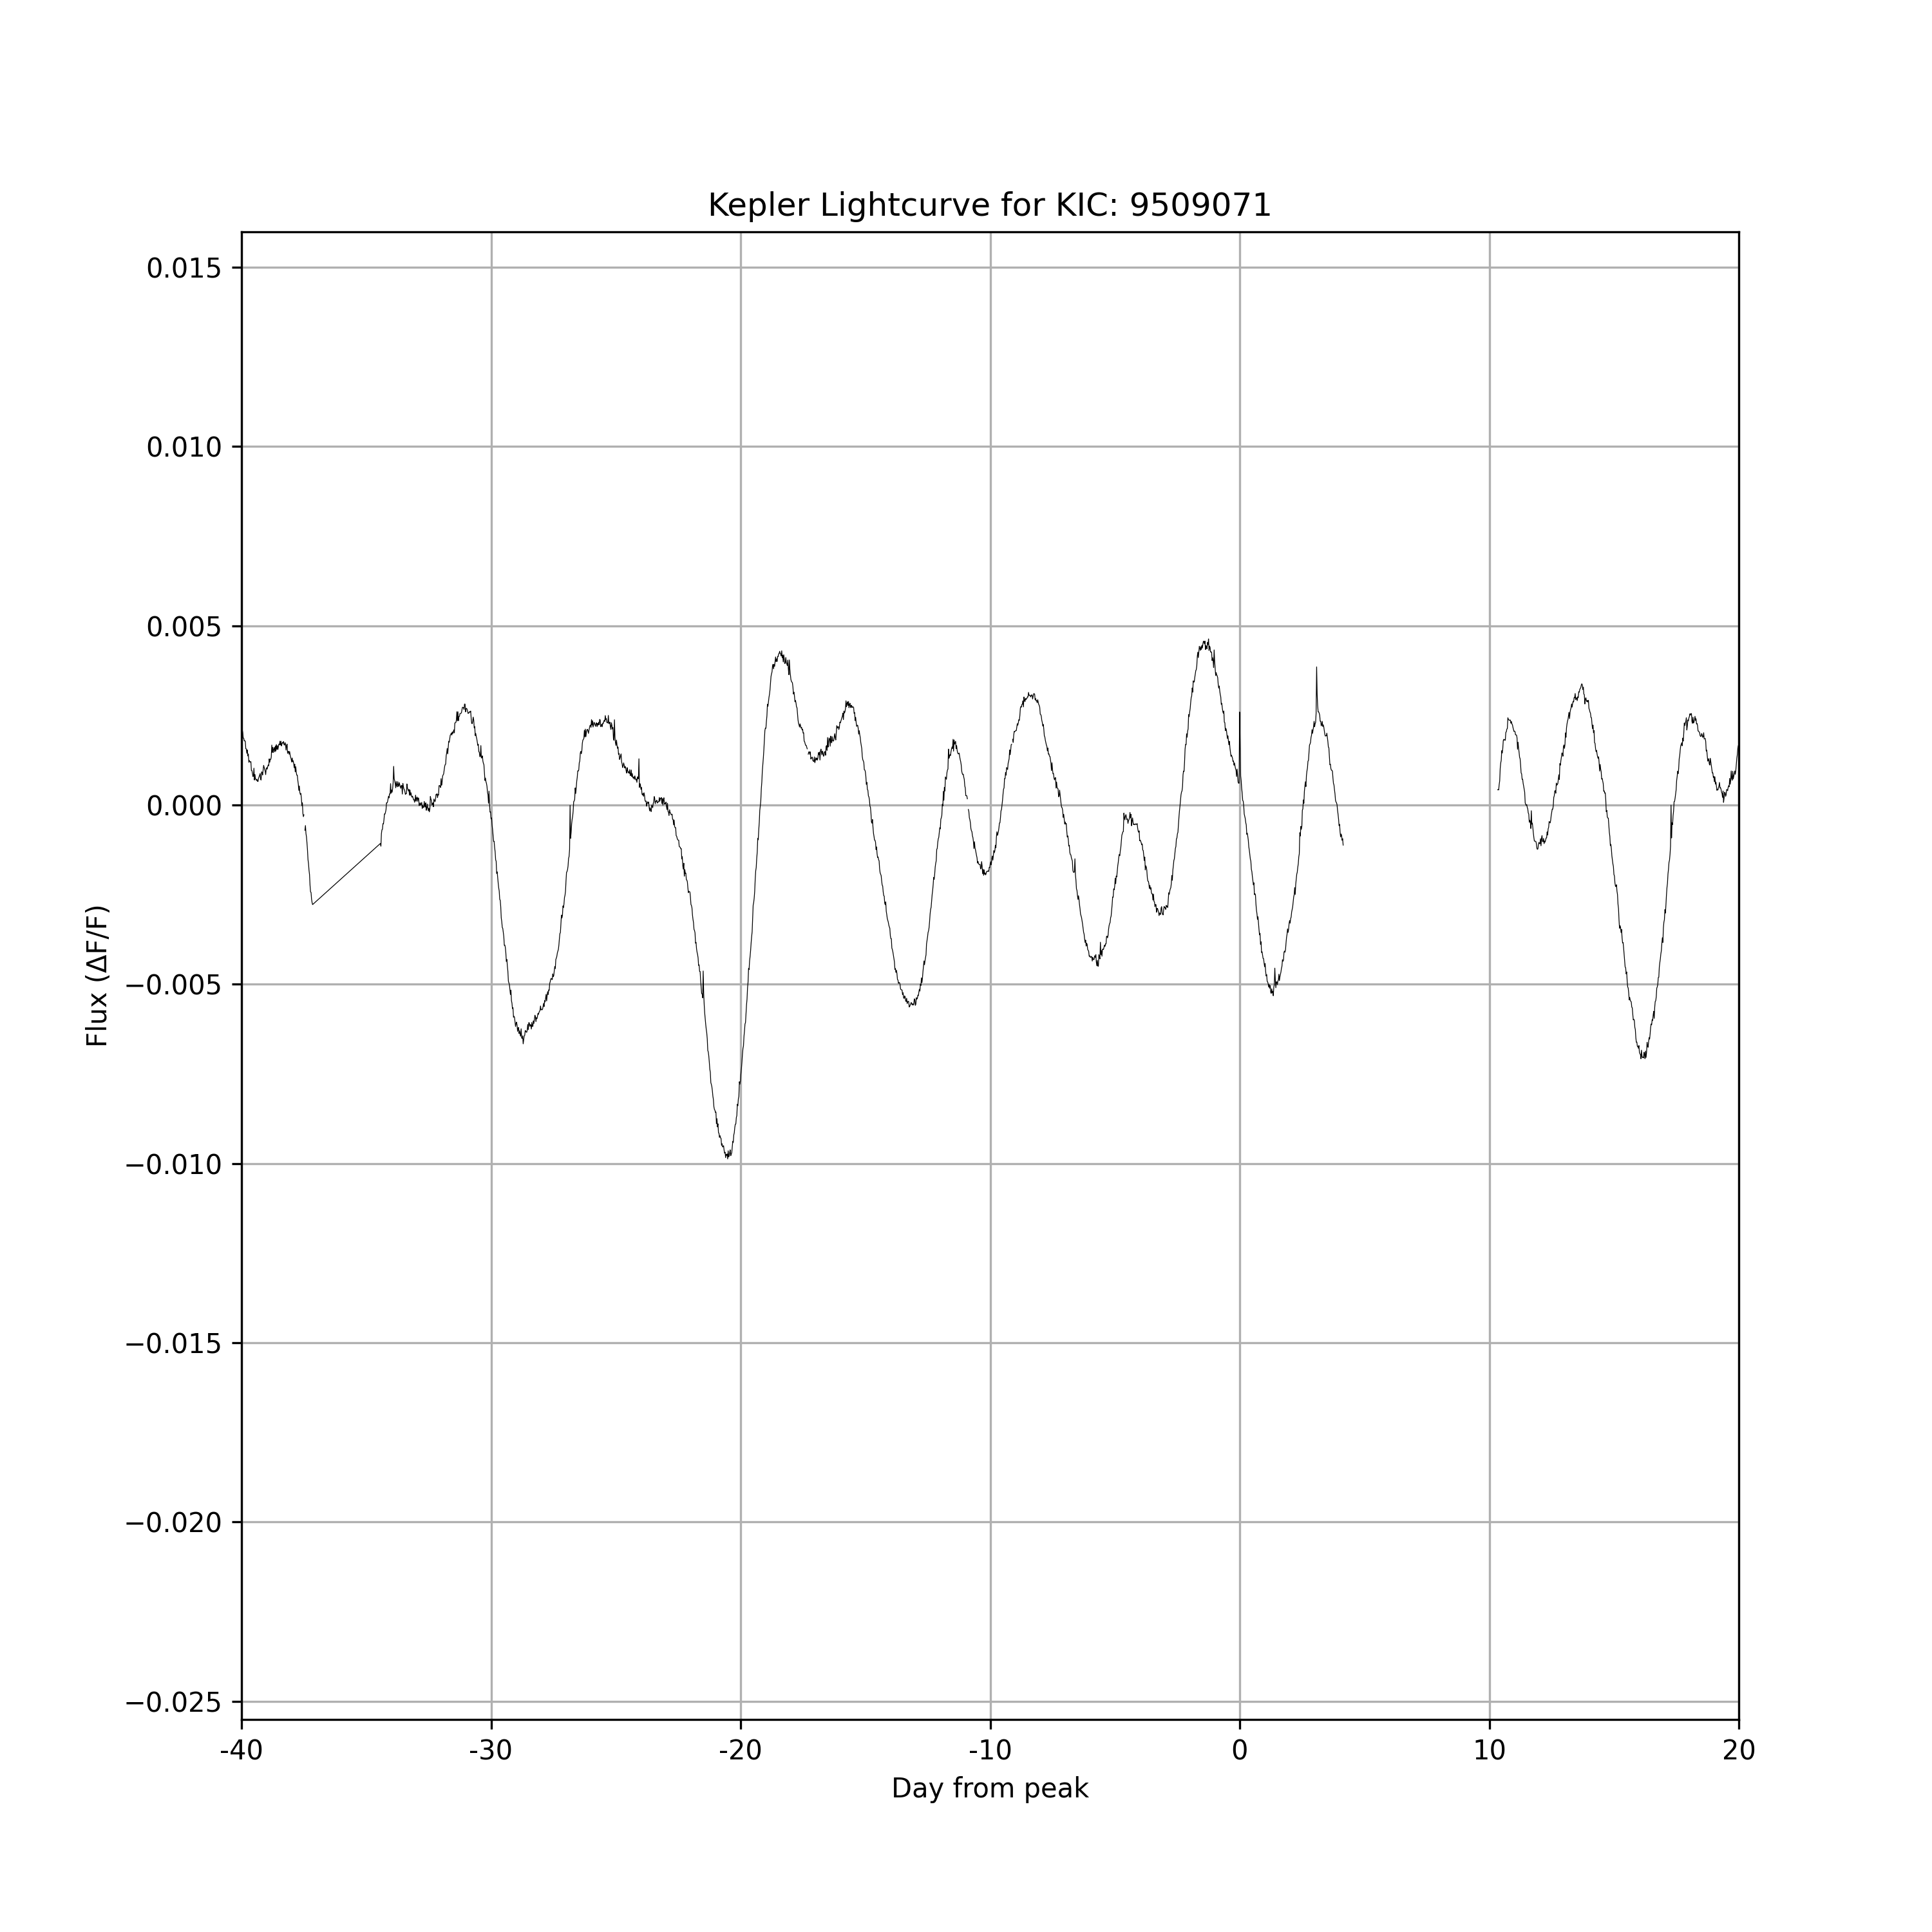 Kepler Lightcurve for KIC: 9509071
0.015
0.010
0.005
0.000
−0.005
−0.010
−0.015
−0.020
−0.025
Flux (ΔF/F)
-40 -30 -20 -10 0 10 20
Day from peak